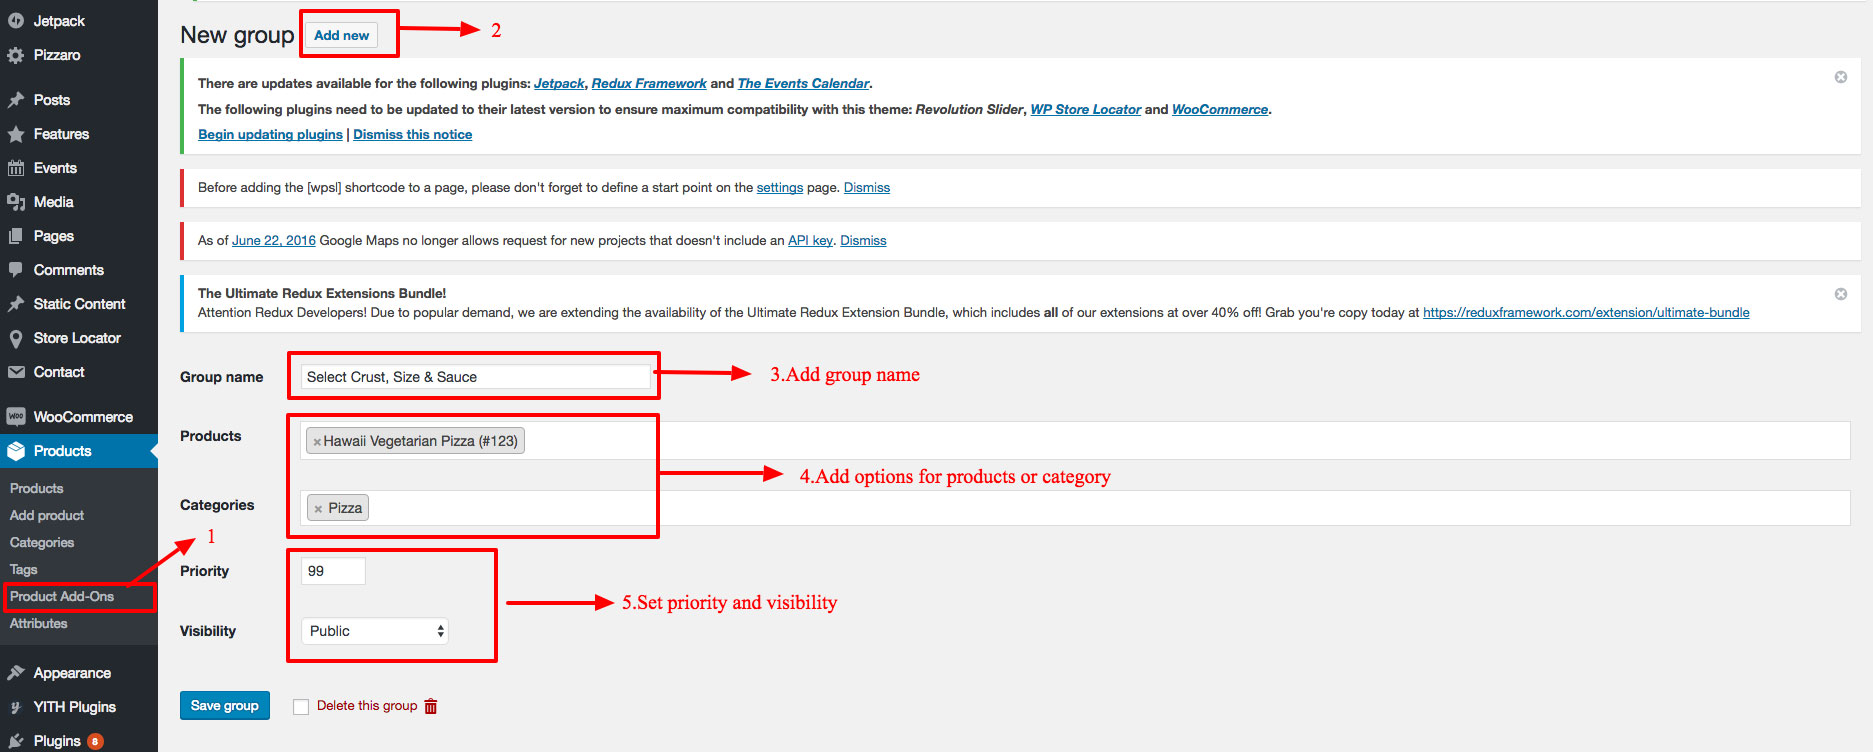 Jetpack
Pizzaro
Posts
Features
Events
Media
Pages
Comments
Static Content
Store Locator
Contact
WooCommerce
Products
Products
Add product
Categories
Tags
Product Add-Ons
Attributes
Appearance
YITH Plugins
Plugins 8
1
New group Add new
2
There are updates available for the following plugins: Jetpack, Redux Framework and The Events Calendar.
The following plugins need to be updated to their latest version to ensure maximum compatibility with this theme: Revolution Slider, WP Store Locator and WooCommerce.
Begin updating plugins | Dismiss this notice
Before adding the [wpsl] shortcode to a page, please don't forget to define a start point on the settings page. Dismiss
As of June 22, 2016 Google Maps no longer allows request for new projects that doesn't include an API key. Dismiss
The Ultimate Redux Extensions Bundle!
Attention Redux Developers! Due to popular demand, we are extending the availability of the Ultimate Redux Extension Bundle, which includes all of our extensions at over 40% off! Grab you're copy today at https://reduxframework.com/extension/ultimate-bundle
Group name Select Crust, Size & Sauce
3.Add group name
Products ×Hawaii Vegetarian Pizza (#123)
4.Add options for products or category
Categories × Pizza
Priority 99
5.Set priority and visibility
Visibility Public
Save group Delete this group